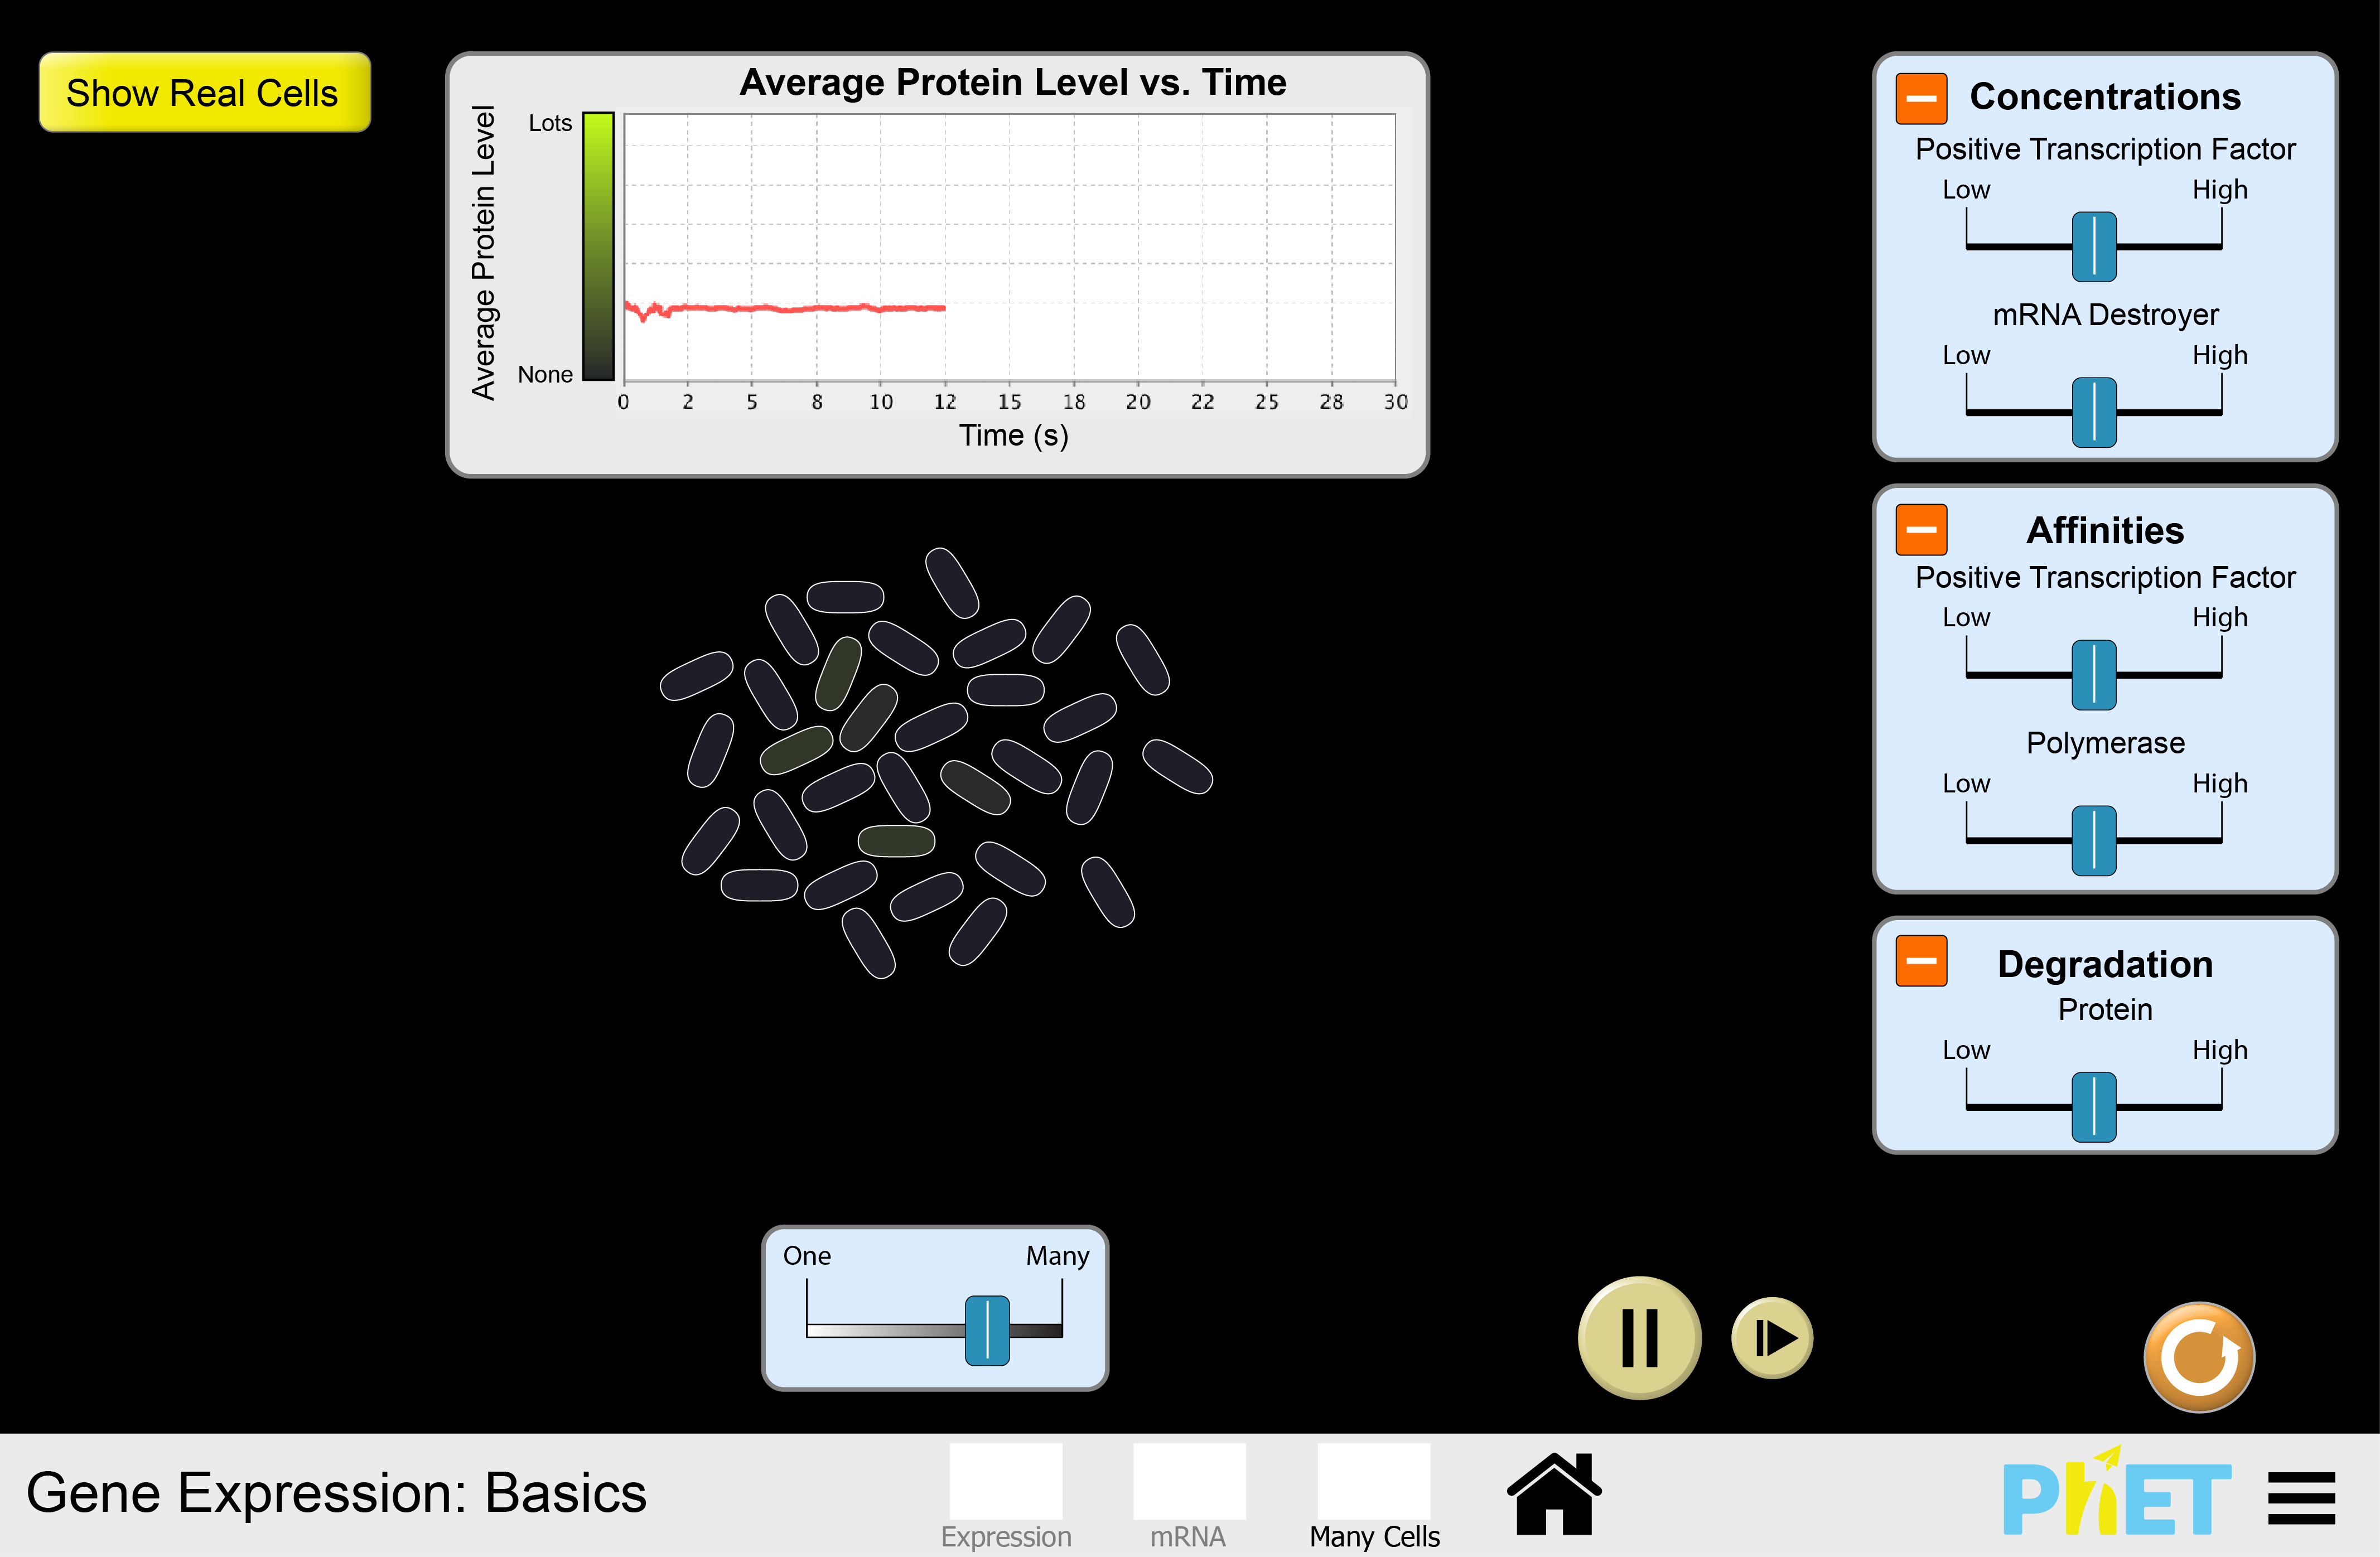 Show Real Cells
Average Protein Level vs. Time
Average Protein Level
Lots
None
0 2 5 8 10 12 15 18 20 22 25 28 30
Time (s)
Concentrations
Positive Transcription Factor
Low High
mRNA Destroyer
Low High
Affinities
Positive Transcription Factor
Low High
Polymerase
Low High
Degradation
Protein
Low High
One Many
Gene Expression: Basics
Expression mRNA Many Cells
PhET